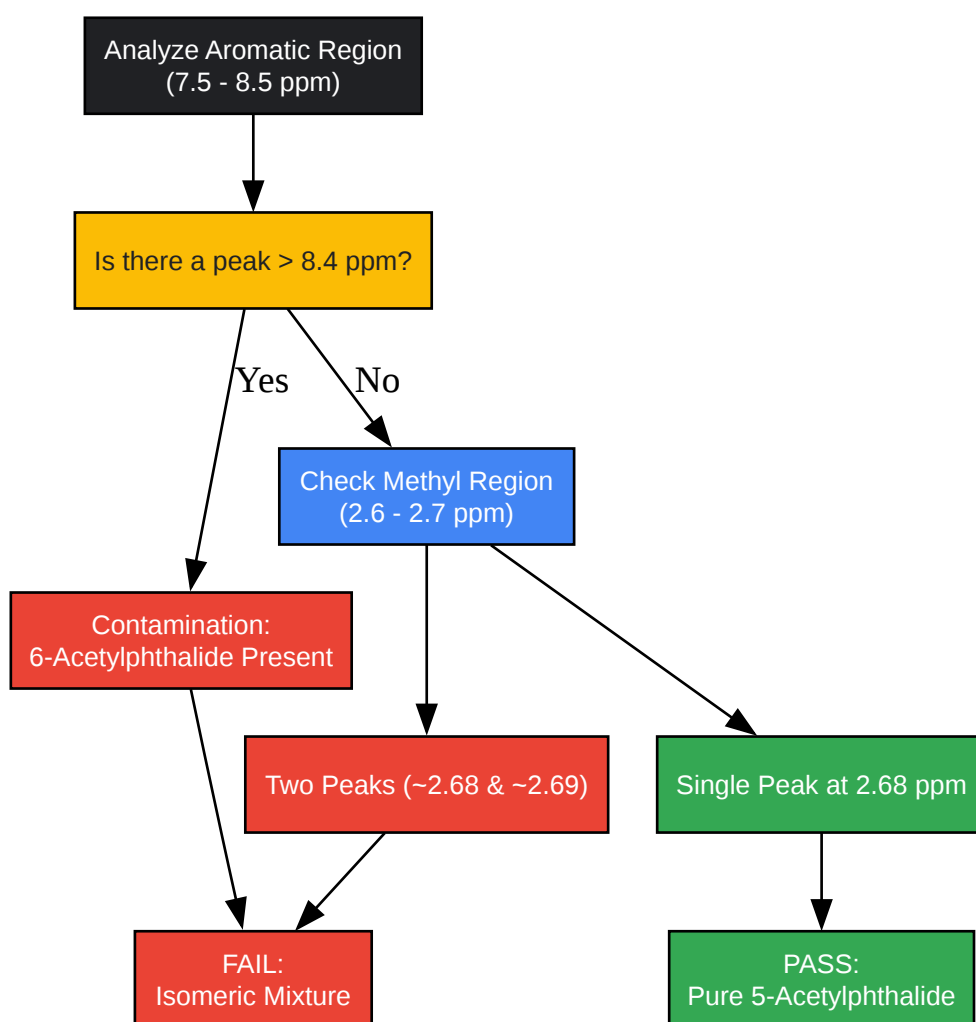 Analyze Aromatic Region
(7.5 - 8.5 ppm)
Is there a peak > 8.4 ppm?
Yes
No
Check Methyl Region
(2.6 - 2.7 ppm)
Contamination:
6-Acetylphthalide Present
Two Peaks (~2.68 & ~2.69)
Single Peak at 2.68 ppm
FAIL:
Isomeric Mixture
PASS:
Pure 5-Acetylphthalide